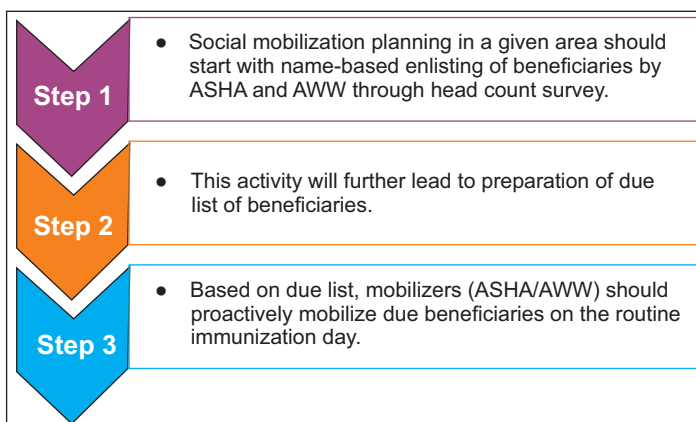 Step 1
● Social mobilization planning in a given area should
start with name-based enlisting of beneficiaries by
ASHA and AWW through head count survey.
Step 2
● This activity will further lead to preparation of due
list of beneficiaries.
Step 3
● Based on due list, mobilizers (ASHA/AWW) should
proactively mobilize due beneficiaries on the routine
immunization day.